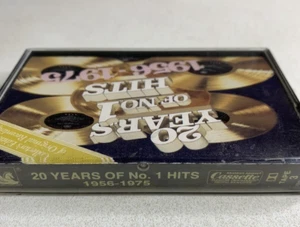 20
YEARS
OF No.1
HITS
1956-1975
20 YEARS OF No. 1 HITS
1956-1975
Cassette